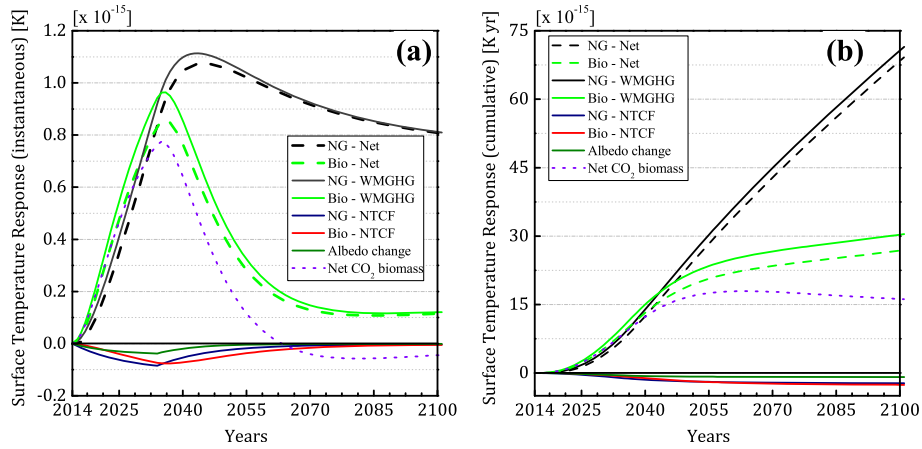 [x 10⁻¹⁵]
Surface Temperature Response (instantaneous) [K]
1.2
1.0
0.8
0.6
0.4
0.2
0.0
-0.2
(a)
NG - Net
Bio - Net
NG - WMGHG
Bio - WMGHG
NG - NTCF
Bio - NTCF
Albedo change
Net CO₂ biomass
2014 2025 2040 2055 2070 2085 2100
Years
[x 10⁻¹⁵]
Surface Temperature Response (cumulative) [K yr]
75
60
45
30
15
0
(b)
NG - Net
Bio - Net
NG - WMGHG
Bio - WMGHG
NG - NTCF
Bio - NTCF
Albedo change
Net CO₂ biomass
2014 2025 2040 2055 2070 2085 2100
Years